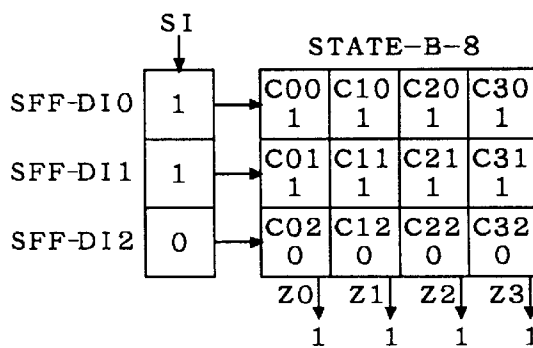 SI
STATE-B-8
SFF-DI0 1 C00 C10 C20 C30
1 1 1 1
SFF-DI1 1 C01 C11 C21 C31
1 1 1 1
SFF-DI2 0 C02 C12 C22 C32
0 0 0 0
Z0 Z1 Z2 Z3
1 1 1 1